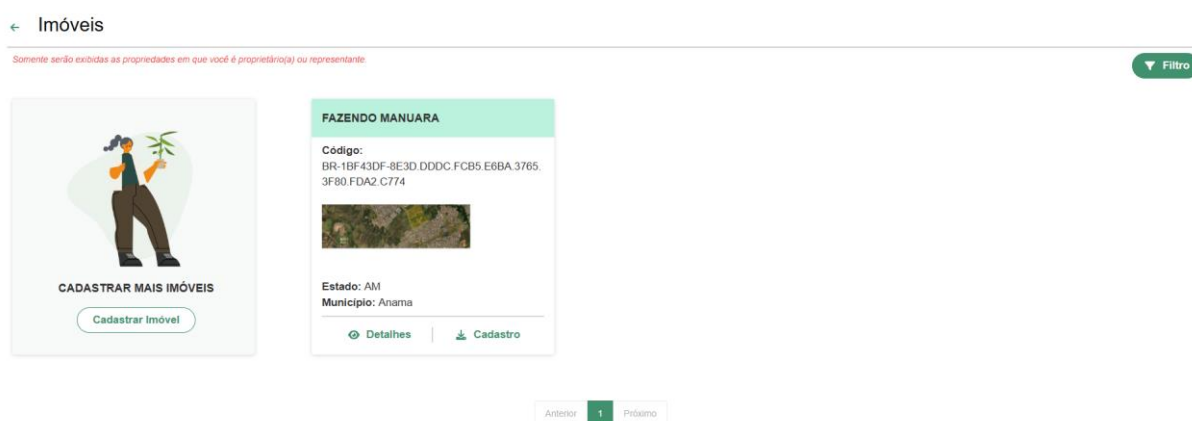 Imóveis
Somente serão exibidas as propriedades em que você é proprietário(a) ou representante.
Filtro
CADASTRAR MAIS IMÓVEIS
Cadastrar Imóvel
FAZENDO MANUARA
Código:
BR-1BF43DF-8E3D.DDDC.FCB5.E6BA.3765.
3F80.FDA2.C774
Estado: AM
Município: Anama
Detalhes
Cadastro
Anterior 1 Próximo